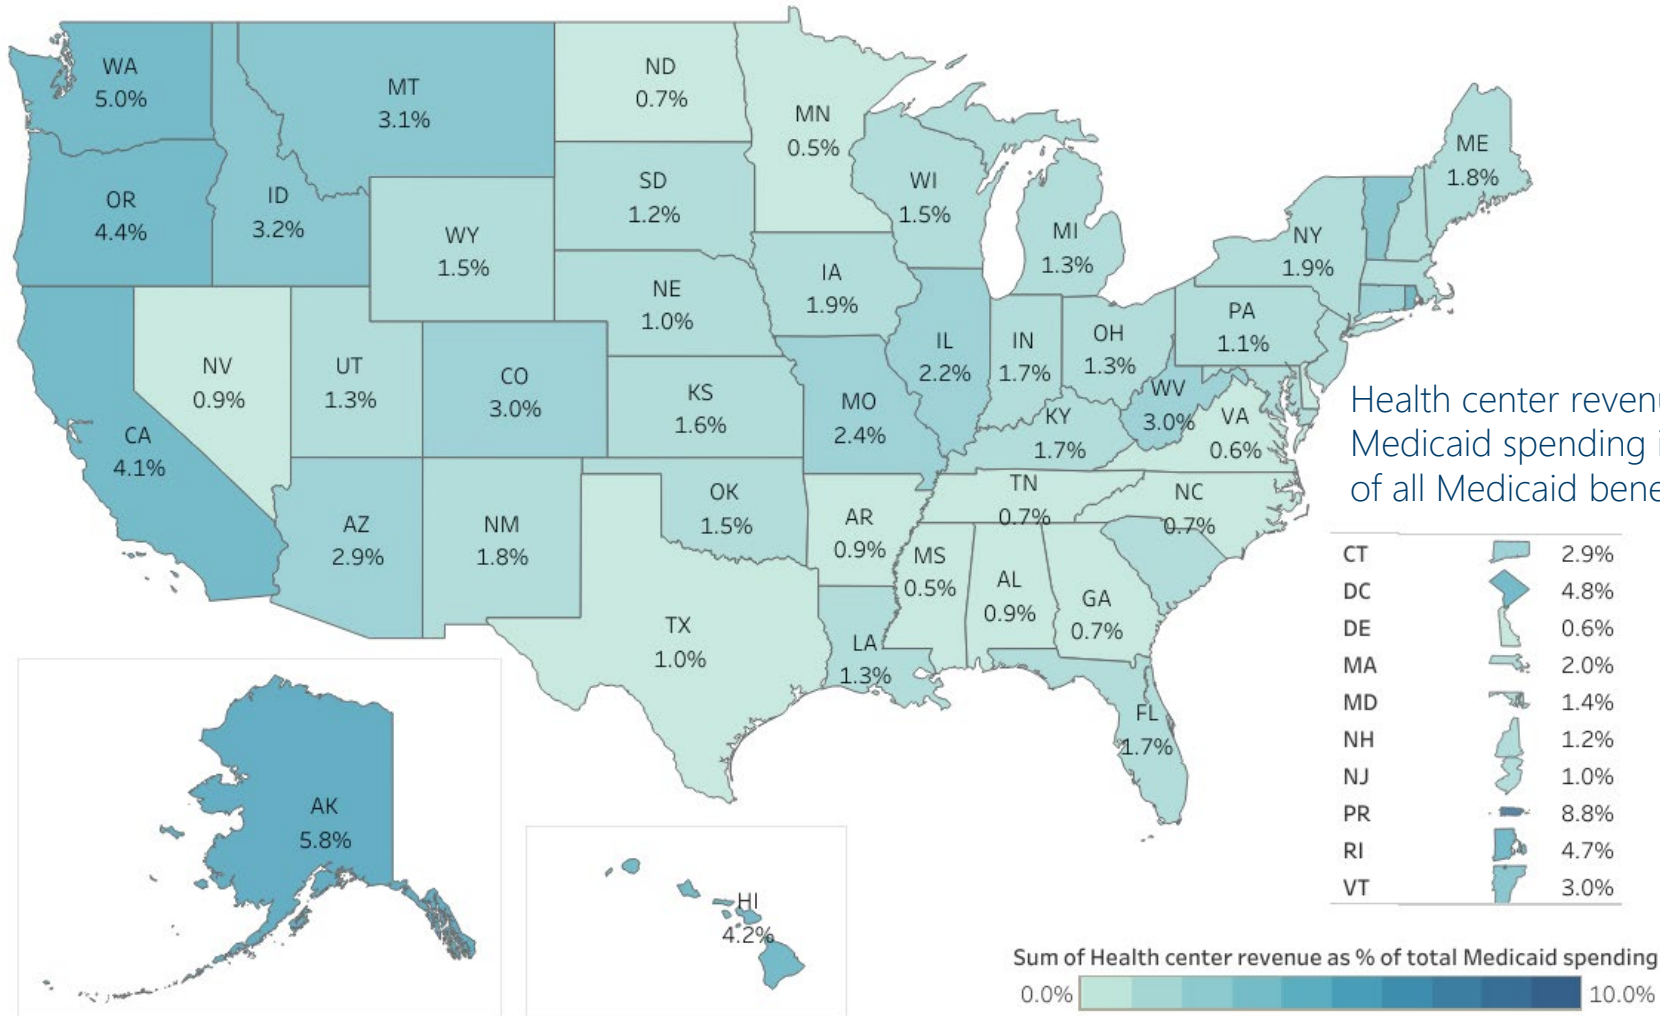 WA
5.0%
MT
3.1%
ND
0.7%
MN
0.5%
OR
4.4%
ID
3.2%
WY
1.5%
SD
1.2%
WI
1.5%
MI
1.3%
NY
1.9%
ME
1.8%
NE
1.0%
IA
1.9%
NV
0.9%
UT
1.3%
CO
3.0%
KS
1.6%
MO
2.4%
IL
2.2%
IN
1.7%
OH
1.3%
PA
1.1%
WV
3.0%
VA
0.6%
KY
1.7%
CA
4.1%
AZ
2.9%
NM
1.8%
OK
1.5%
AR
0.9%
TN
0.7%
NC
0.7%
MS
0.5%
AL
0.9%
GA
0.7%
TX
1.0%
LA
1.3%
FL
1.7%
AK
5.8%
HI
4.2%
Health center revenu
Medicaid spending i
of all Medicaid bene
CT 2.9%
DC 4.8%
DE 0.6%
MA 2.0%
MD 1.4%
NH 1.2%
NJ 1.0%
PR 8.8%
RI 4.7%
VT 3.0%
Sum of Health center revenue as % of total Medicaid spending
0.0% 10.0%